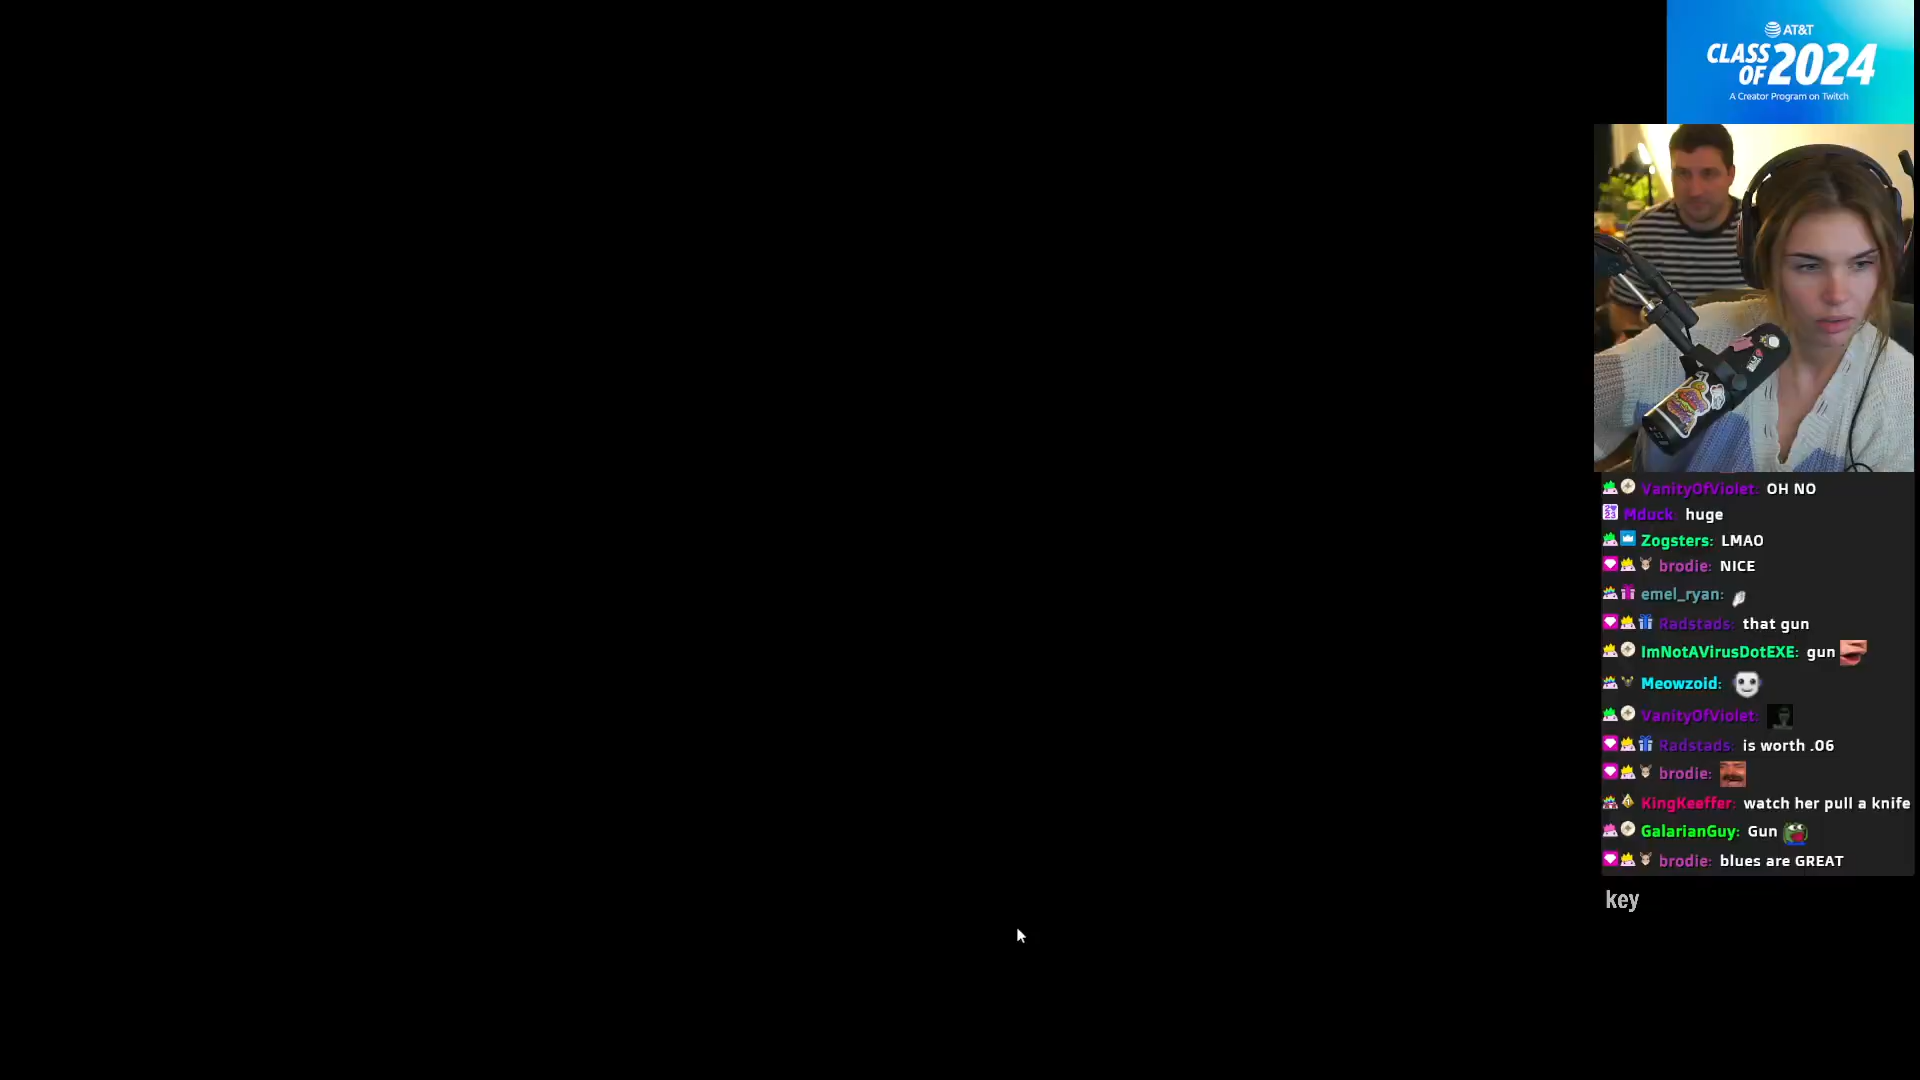 AT&T
CLASS
OF 2024
A Creator Program on Twitch
VanityOfViolet: OH NO
Mduck: huge
Zogsters: LMAO
brodie: NICE
emel_ryan:
Radstads: that gun
ImNotAVirusDotEXE: gun
Meowzoid:
VanityOfViolet:
Radstads: is worth .06
brodie:
KingKeeffer: watch her pull a knife
GalarianGuy: Gun
brodie: blues are GREAT
key